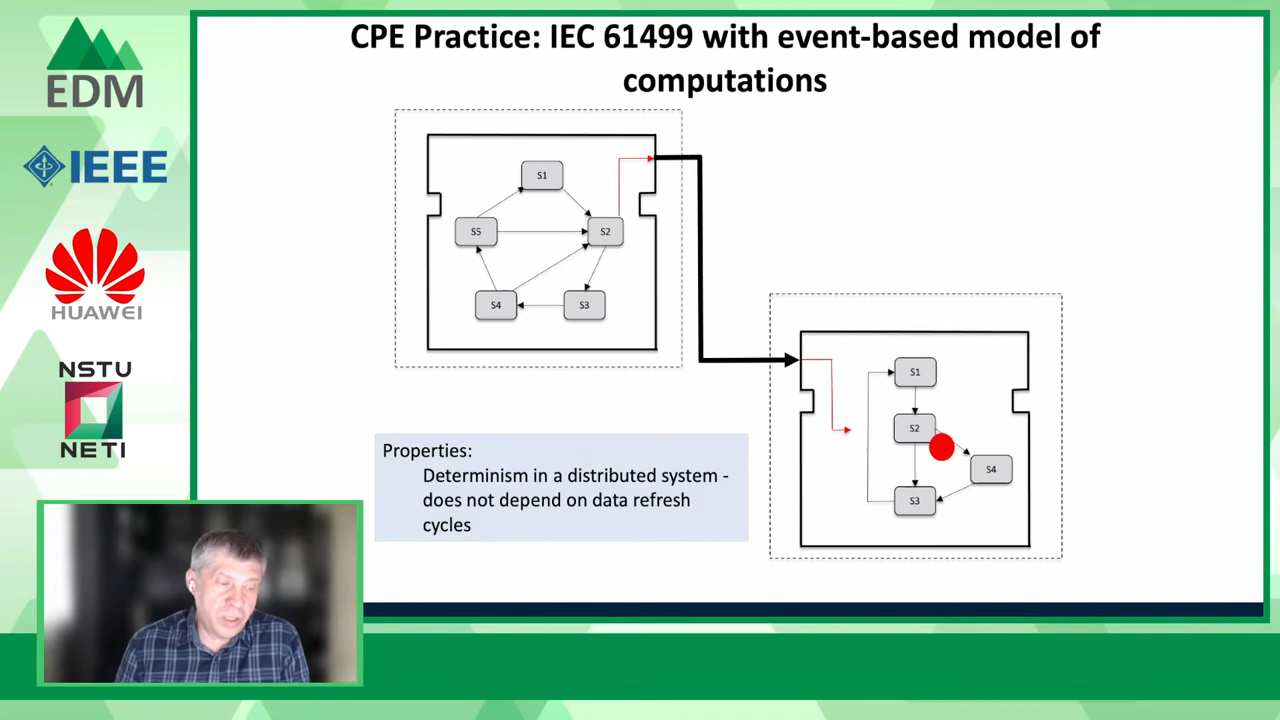 CPE Practice: IEC 61499 with event-based model of
computations
EDM
IEEE
HUAWEI
NSTU
NETI
S1
S5
S2
S4
S3
S1
S2
S4
S3
Properties:
Determinism in a distributed system -
does not depend on data refresh
cycles